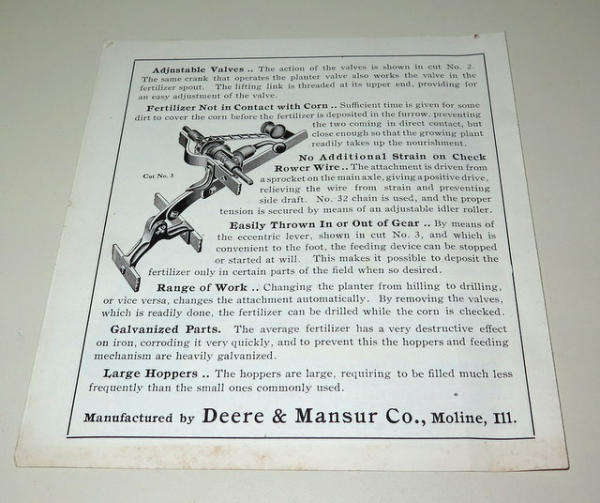 Adjustable Valves .. The action of the valves is shown in cut No. 2.
The same crank that operates the planter valve also works the valve in the
fertilizer spout. The lifting link is threaded at its upper end, providing for
an easy adjustment of the valve.
Fertilizer Not in Contact with Corn .. Sufficient time is given for some
dirt to cover the corn before the fertilizer is deposited in the furrow, preventing
the two coming in direct contact, but
close enough so that the growing plant
readily takes up the nourishment.
Cut No. 3
No Additional Strain on Check
Rower Wire .. The attachment is driven from
a sprocket on the main axle, giving a positive drive,
relieving the wire from strain and preventing
side draft. No. 32 chain is used, and the proper
tension is secured by means of an adjustable idler roller.
Easily Thrown In or Out of Gear .. By means of
the eccentric lever, shown in cut No. 3, and which is
convenient to the foot, the feeding device can be stopped
or started at will. This makes it possible to deposit the
fertilizer only in certain parts of the field when so desired.
Range of Work .. Changing the planter from hilling to drilling,
or vice versa, changes the attachment automatically. By removing the valves,
which is readily done, the fertilizer can be drilled while the corn is checked.
Galvanized Parts. The average fertilizer has a very destructive effect
on iron, corroding it very quickly, and to prevent this the hoppers and feeding
mechanism are heavily galvanized.
Large Hoppers .. The hoppers are large, requiring to be filled much less
frequently than the small ones commonly used.
Manufactured by Deere & Mansur Co., Moline, Ill.